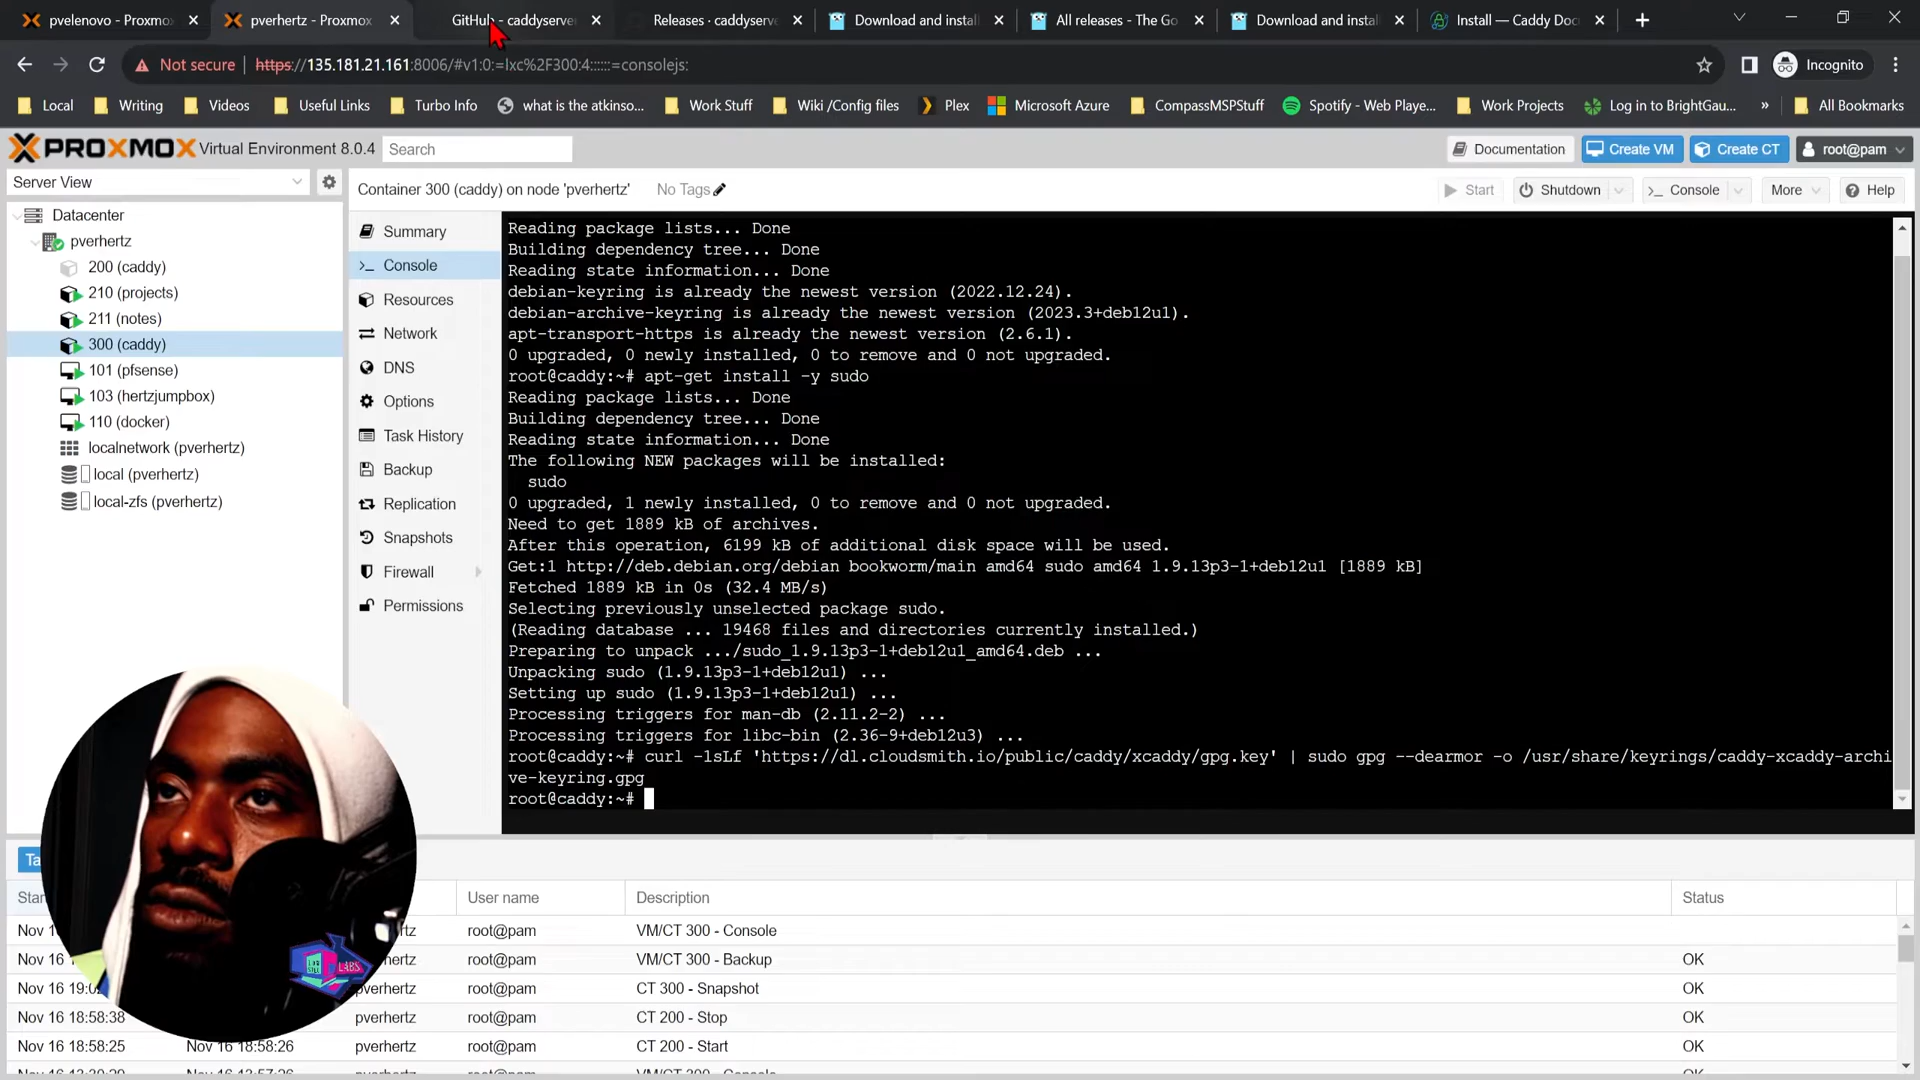 pvelenovo - Proxmo
pverhertz - Proxmox
GitHub - caddyserve
Releases · caddyserve
Download and install
All releases - The Go
Download and instal
Install — Caddy Doc
Not secure
https://135.181.21.161:8006/#v1:0:=lxc%2F300:4::::::=consolejs:
Incognito
Local
Writing
Videos
Useful Links
Turbo Info
what is the atkinso...
Work Stuff
Wiki /Config files
Plex
Microsoft Azure
CompassMSPStuff
Spotify - Web Playe...
Work Projects
Log in to BrightGau...
»
All Bookmarks
PROXMOX Virtual Environment 8.0.4
Search
Documentation
Create VM
Create CT
root@pam
Server View
Container 300 (caddy) on node 'pverhertz'
No Tags
Start
Shutdown
Console
More
Help
Datacenter
pverhertz
200 (caddy)
210 (projects)
211 (notes)
300 (caddy)
101 (pfsense)
103 (hertzjumpbox)
110 (docker)
localnetwork (pverhertz)
local (pverhertz)
local-zfs (pverhertz)
Summary
Console
Resources
Network
DNS
Options
Task History
Backup
Replication
Snapshots
Firewall
Permissions
Reading package lists... Done
Building dependency tree... Done
Reading state information... Done
debian-keyring is already the newest version (2022.12.24).
debian-archive-keyring is already the newest version (2023.3+deb12u1).
apt-transport-https is already the newest version (2.6.1).
0 upgraded, 0 newly installed, 0 to remove and 0 not upgraded.
root@caddy:~# apt-get install -y sudo
Reading package lists... Done
Building dependency tree... Done
Reading state information... Done
The following NEW packages will be installed:
sudo
0 upgraded, 1 newly installed, 0 to remove and 0 not upgraded.
Need to get 1889 kB of archives.
After this operation, 6199 kB of additional disk space will be used.
Get:1 http://deb.debian.org/debian bookworm/main amd64 sudo amd64 1.9.13p3-1+deb12u1 [1889 kB]
Fetched 1889 kB in 0s (32.4 MB/s)
Selecting previously unselected package sudo.
(Reading database ... 19468 files and directories currently installed.)
Preparing to unpack .../sudo_1.9.13p3-1+deb12u1_amd64.deb ...
Unpacking sudo (1.9.13p3-1+deb12u1) ...
Setting up sudo (1.9.13p3-1+deb12u1) ...
Processing triggers for man-db (2.11.2-2) ...
Processing triggers for libc-bin (2.36-9+deb12u3) ...
root@caddy:~# curl -1sLf 'https://dl.cloudsmith.io/public/caddy/xcaddy/gpg.key' | sudo gpg --dearmor -o /usr/share/keyrings/caddy-xcaddy-archi
ve-keyring.gpg
root@caddy:~#
Ta
Star
User name
Description
Status
Nov 16
rtz
root@pam
VM/CT 300 - Console
Nov 16 1
hertz
root@pam
VM/CT 300 - Backup
OK
Nov 16 19:0
pverhertz
root@pam
CT 300 - Snapshot
OK
Nov 16 18:58:38
pverhertz
root@pam
CT 200 - Stop
OK
Nov 16 18:58:25
Nov 16 18:58:26
pverhertz
root@pam
CT 200 - Start
OK
LABS